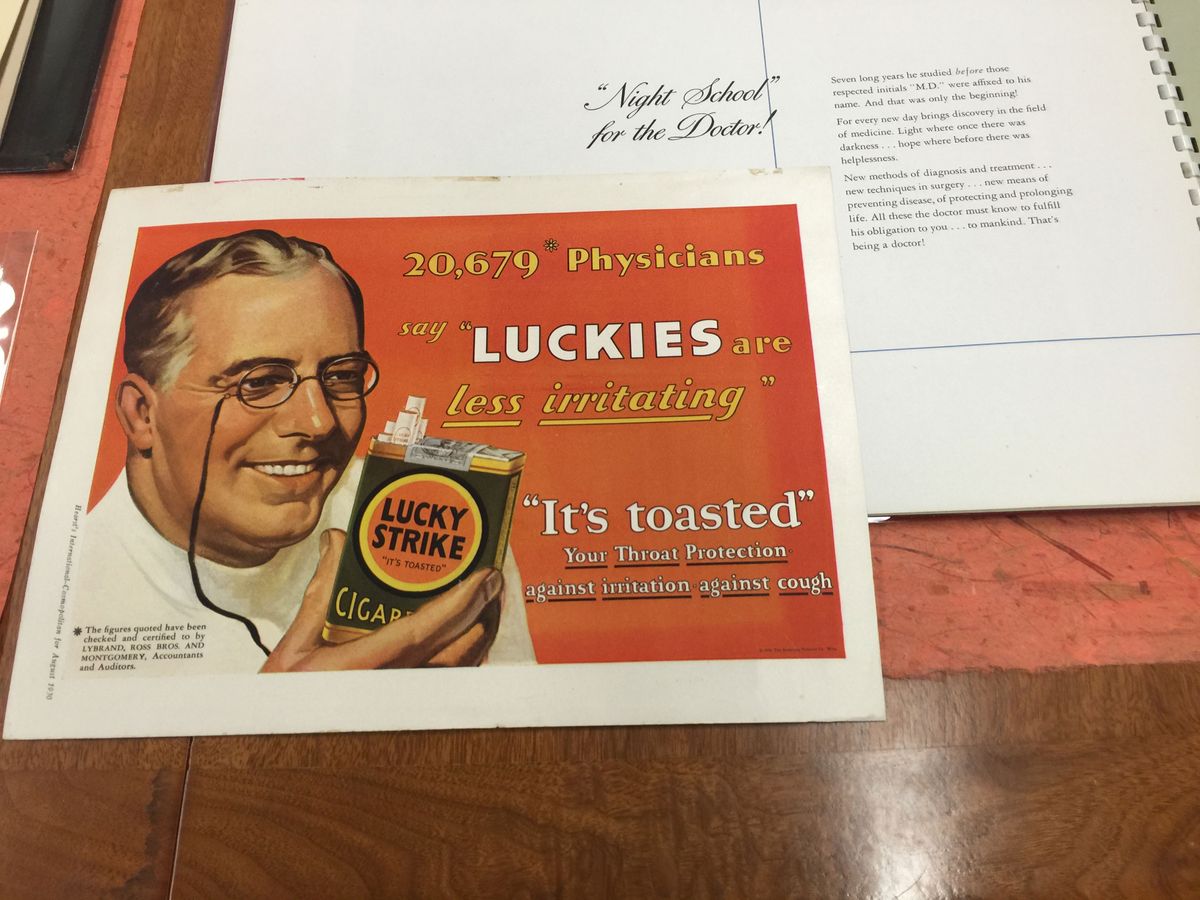 “Night School”
for the Doctor!
Seven long years he studied before those
respected initials "M.D." were affixed to his
name. And that was only the beginning!
For every new day brings discovery in the field
of medicine. Light where once there was
darkness . . . hope where before there was
helplessness.
New methods of diagnosis and treatment . . .
new techniques in surgery . . . new means of
preventing disease, of protecting and prolonging
life. All these the doctor must know to fulfill
his obligation to you . . . to mankind. That's
being a doctor!
20,679* Physicians
say “LUCKIES are
less irritating”
“It's toasted”
Your Throat Protection
against irritation·against cough
LUCKY
STRIKE
"IT'S TOASTED"
CIGAR
* The figures quoted have been
checked and certified to by
LYBRAND, ROSS BROS. AND
MONTGOMERY, Accountants
and Auditors.
Hearst's International-Cosmopolitan for August 1930